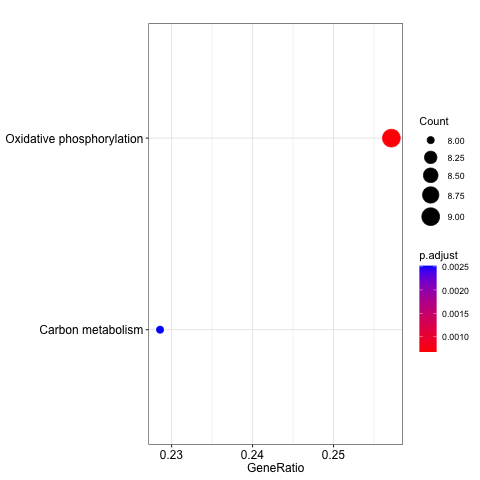 Oxidative phosphorylation
Carbon metabolism
0.23
0.24
0.25
GeneRatio
Count
8.00
8.25
8.50
8.75
9.00
p.adjust
0.0025
0.0020
0.0015
0.0010